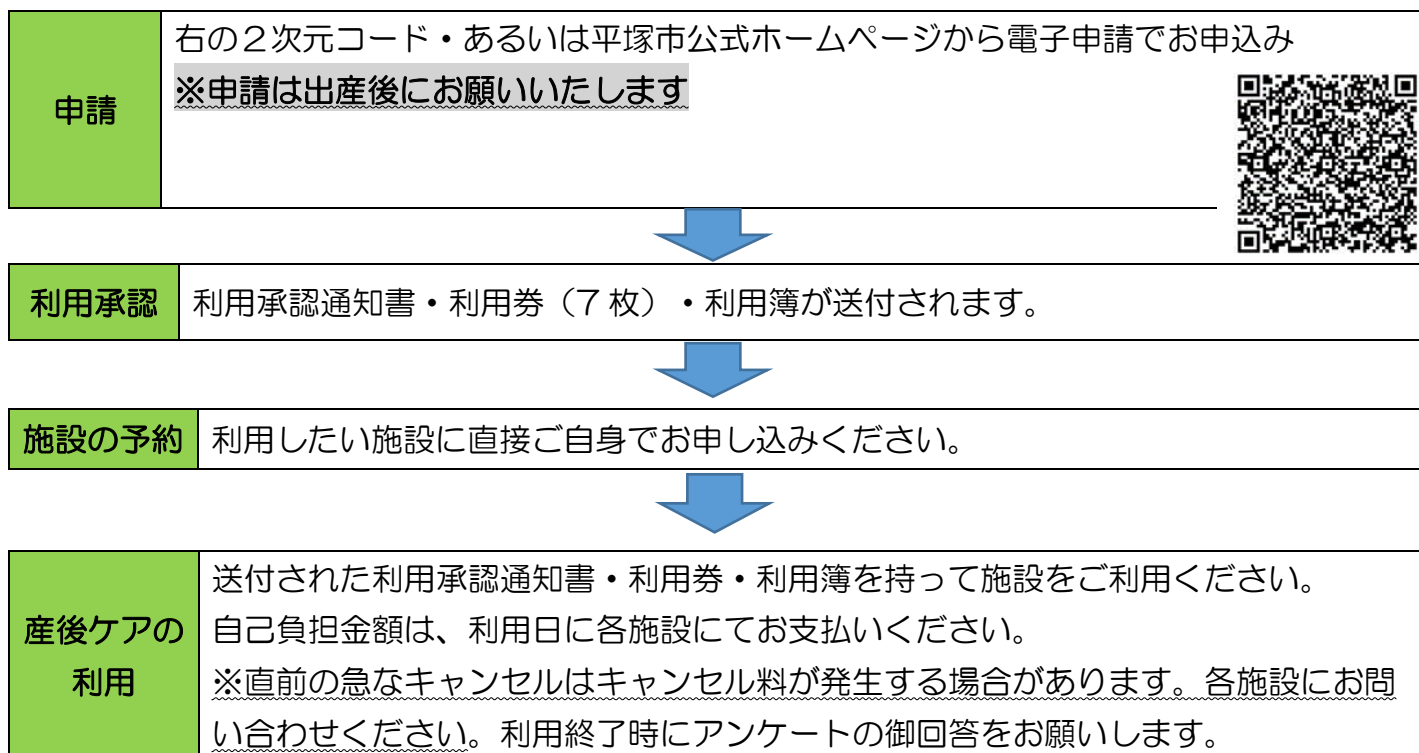 申請
右の2次元コード・あるいは平塚市公式ホームページから電子申請でお申込み
※申請は出産後にお願いいたします
利用承認
利用承認通知書・利用券（7 枚）・利用簿が送付されます。
施設の予約
利用したい施設に直接ご自身でお申し込みください。
産後ケアの
利用
送付された利用承認通知書・利用券・利用簿を持って施設をご利用ください。
自己負担金額は、利用日に各施設にてお支払いください。
※直前の急なキャンセルはキャンセル料が発生する場合があります。各施設にお問
い合わせください。利用終了時にアンケートの御回答をお願いします。